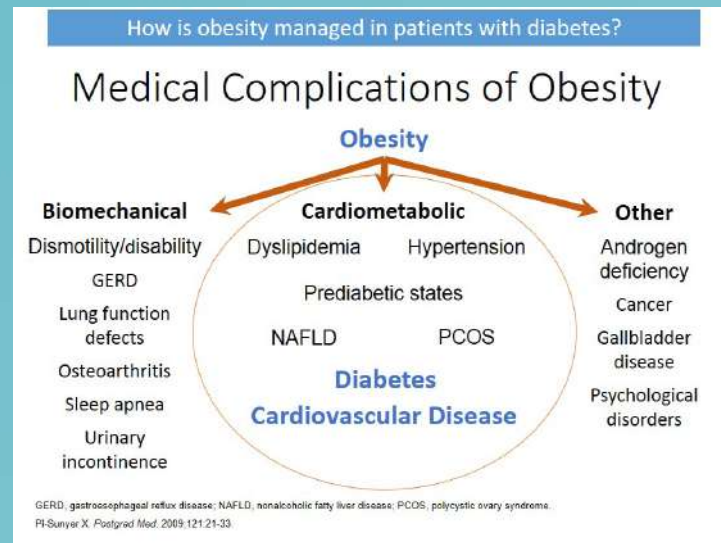 How is obesity managed in patients with diabetes?
Medical Complications of Obesity
Obesity
Biomechanical
Dismotility/disability
GERD
Lung function
defects
Osteoarthritis
Sleep apnea
Urinary
incontinence
Cardiometabolic
Dyslipidemia Hypertension
Prediabetic states
NAFLD PCOS
Diabetes
Cardiovascular Disease
Other
Androgen
deficiency
Cancer
Gallbladder
disease
Psychological
disorders
GERD, gastroesophageal reflux disease; NAFLD, nonalcoholic fatty liver disease; PCOS, polycystic ovary syndrome.
Pi-Sunyer X. Postgrad Med. 2009;121:21-33.